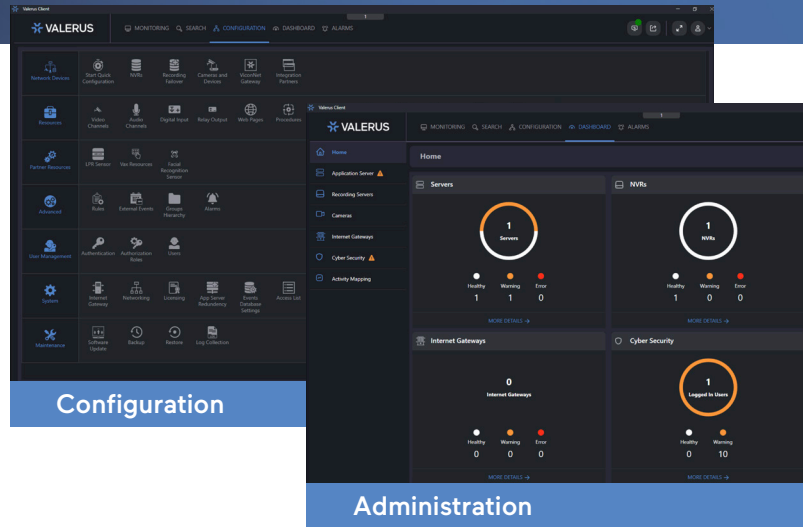 Valerus Client
1
VALERUS MONITORING SEARCH CONFIGURATION DASHBOARD ALARMS
Network Devices Start Quick Configuration NVRs Recording Failover Cameras and Devices ViconNet Gateway Integration Partners
Resources Video Channels Audio Channels Digital Input Relay Output Web Pages Procedures
Partner Resources LPR Sensor Vax Resources Facial Recognition Sensor
Advanced Rules External Events Groups Hierarchy Alarms
User Management Authentication Authorization Roles Users
System Internet Gateway Networking Licensing App Server Redundancy Events Database Settings Access List
Maintenance Software Update Backup Restore Log Collection
Configuration
Valerus Client
1
VALERUS MONITORING SEARCH CONFIGURATION DASHBOARD ALARMS
Home
Application Server
Recording Servers
Cameras
Internet Gateways
Cyber Security
Activity Mapping
Home
Servers
1
Servers
Healthy Warning Error
1 1 0
MORE DETAILS →
NVRs
1
NVRs
Healthy Warning Error
1 0 0
MORE DETAILS →
Internet Gateways
0
Internet Gateways
Healthy Warning Error
0 0 0
MORE DETAILS →
Cyber Security
1
Logged In Users
Healthy Warning
0 10
MORE DETAILS →
Administration